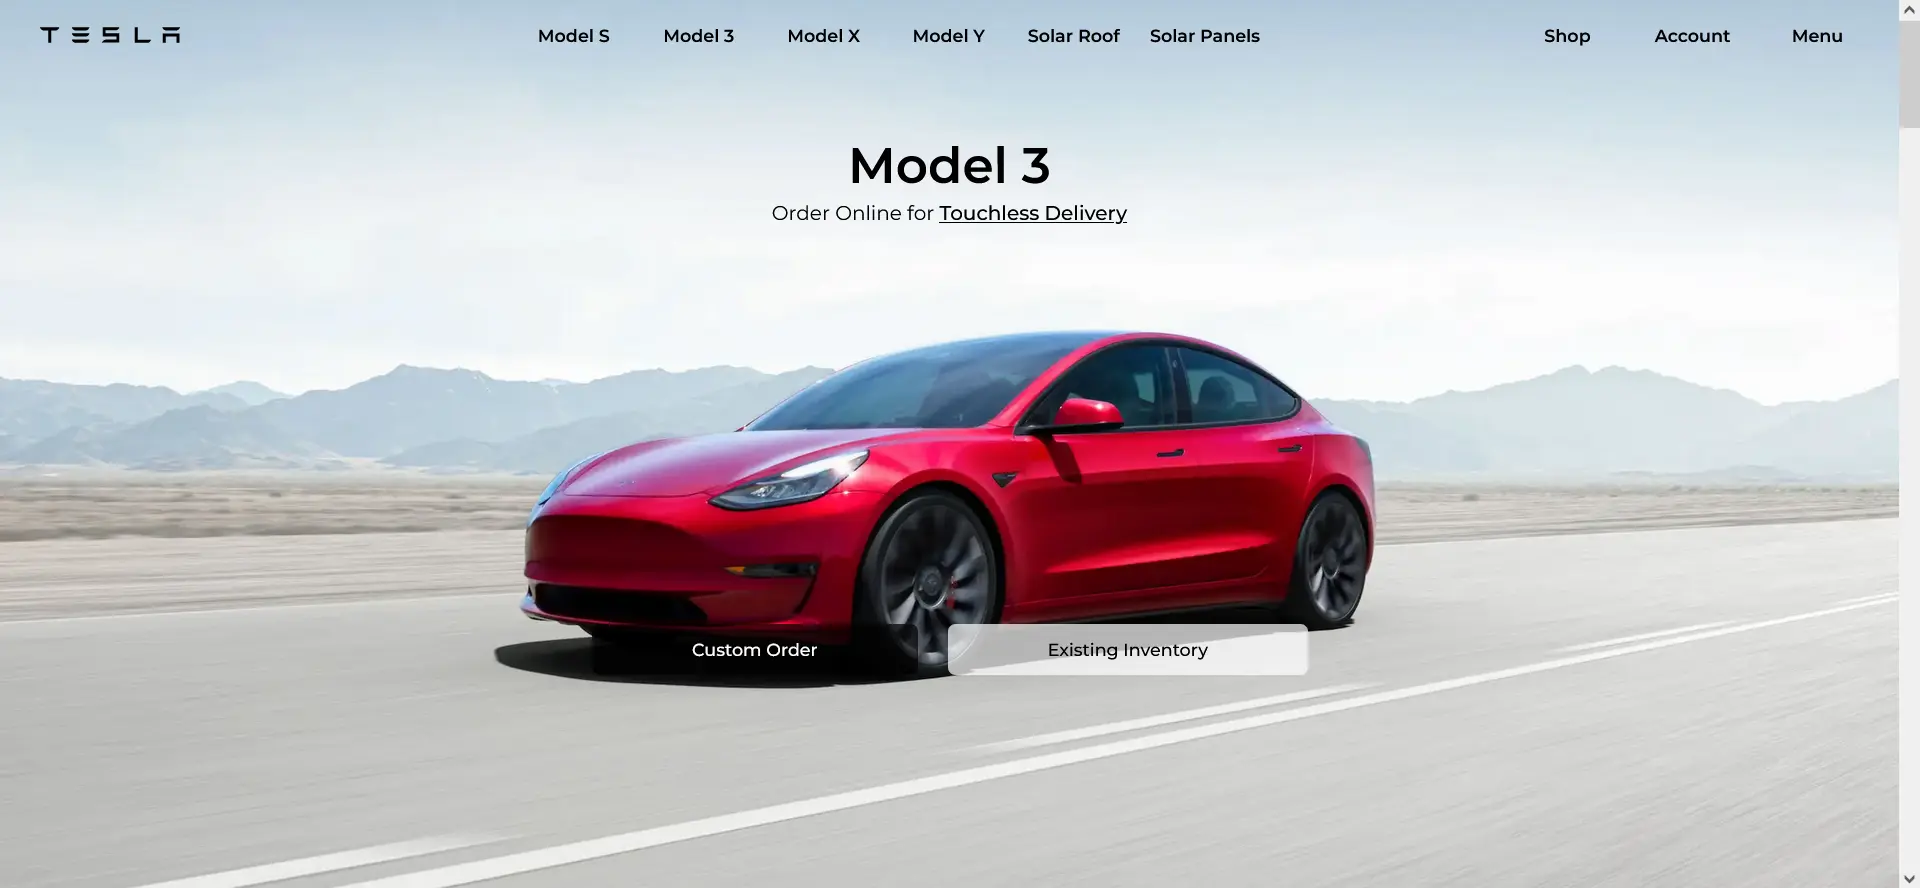 TESLA
Model S Model 3 Model X Model Y Solar Roof Solar Panels
Shop Account Menu
Model 3
Order Online for Touchless Delivery
Custom Order
Existing Inventory